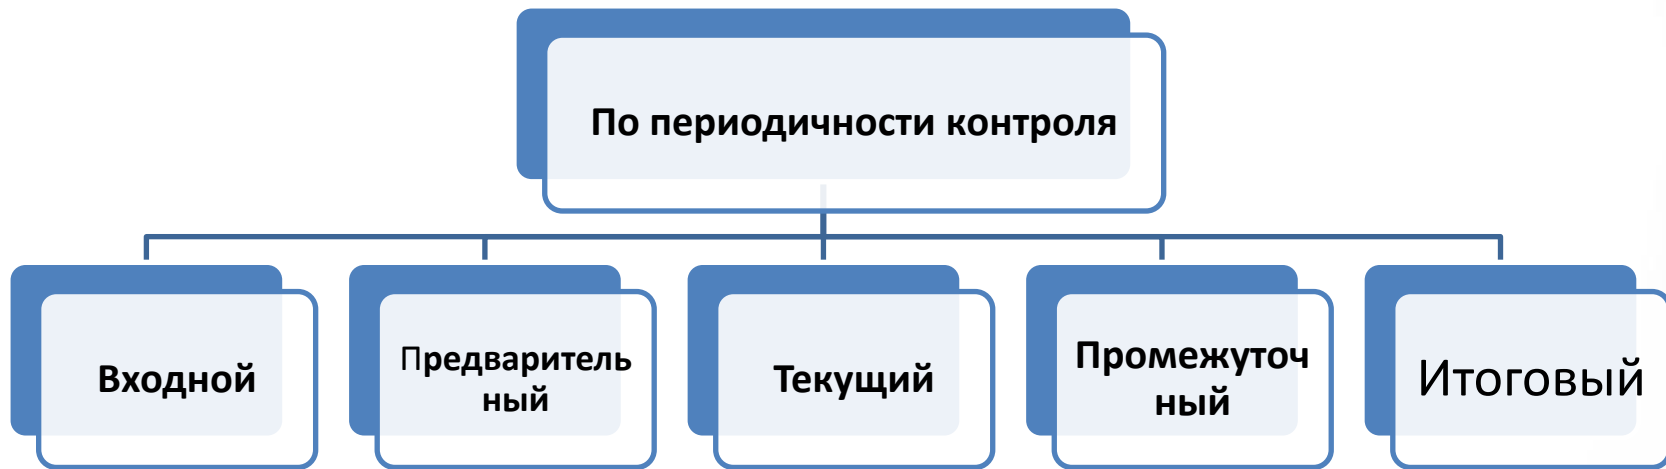 По периодичности контроля
Входной
Предваритель
ный
Текущий
Промежуточ
ный
Итоговый